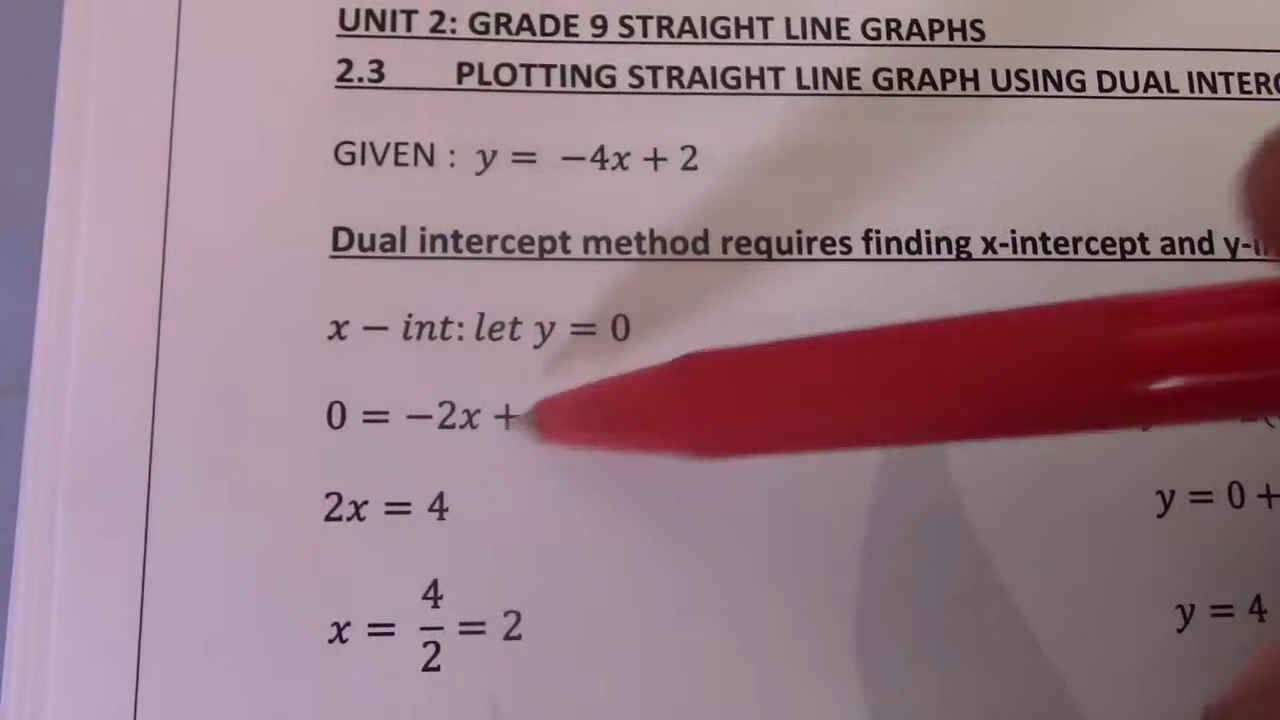 UNIT 2: GRADE 9 STRAIGHT LINE GRAPHS
2.3 PLOTTING STRAIGHT LINE GRAPH USING DUAL
GIVEN : y = −4x + 2
Dual intercept method requires finding x-intercept and
x − int: let y = 0
0 = −2x +
2x = 4
y = 0 +
x = 4/2 = 2
y = 4